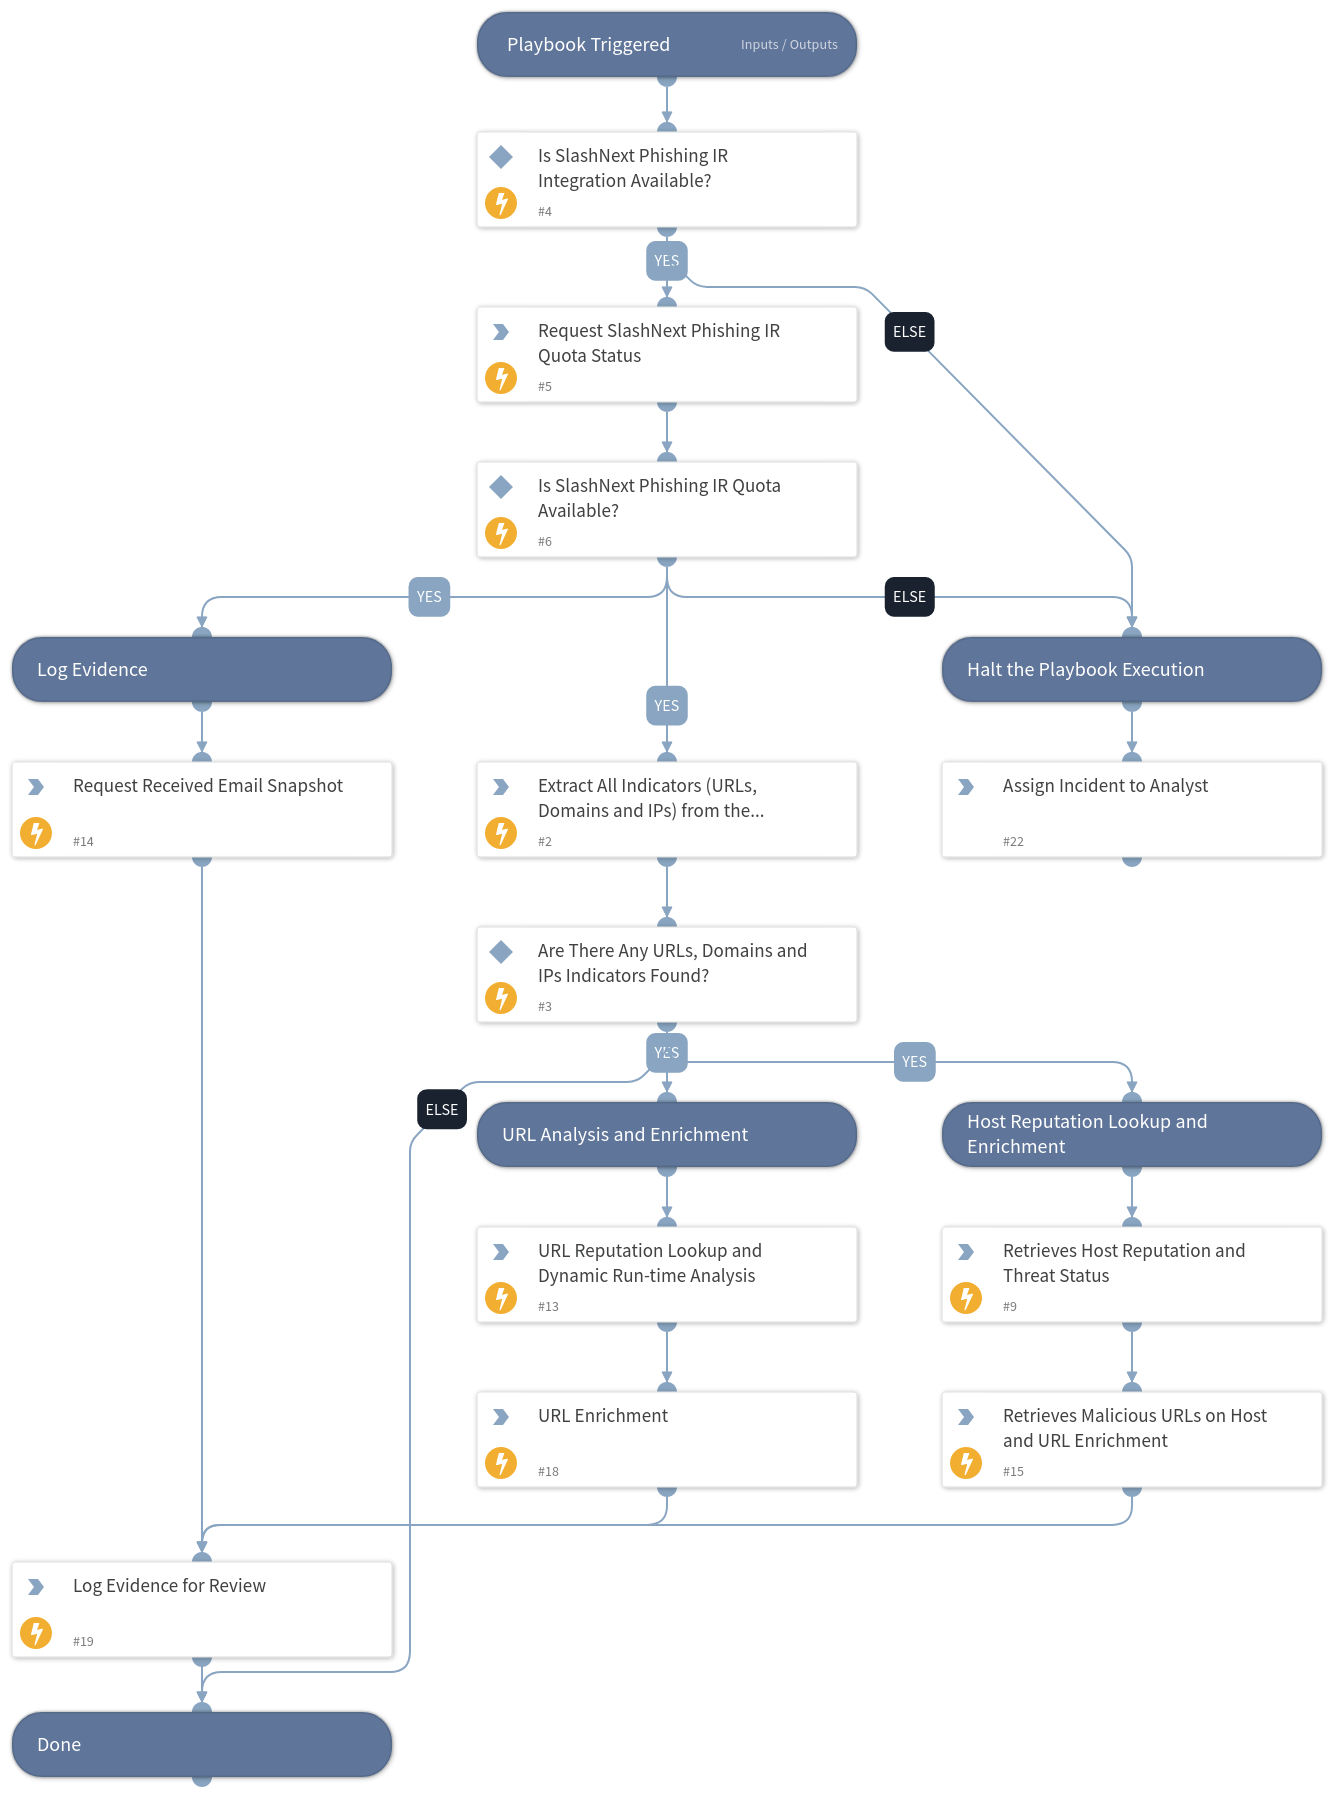 Playbook Triggered
Inputs / Outputs
Is SlashNext Phishing IR
Integration Available?
#4
YES
ELSE
Request SlashNext Phishing IR
Quota Status
#5
Is SlashNext Phishing IR Quota
Available?
#6
YES
ELSE
Log Evidence
Halt the Playbook Execution
YES
Request Received Email Snapshot
#14
Extract All Indicators (URLs,
Domains and IPs) from the...
#2
Assign Incident to Analyst
#22
Are There Any URLs, Domains and
IPs Indicators Found?
#3
YES
YES
ELSE
URL Analysis and Enrichment
Host Reputation Lookup and
Enrichment
URL Reputation Lookup and
Dynamic Run-time Analysis
#13
Retrieves Host Reputation and
Threat Status
#9
URL Enrichment
#18
Retrieves Malicious URLs on Host
and URL Enrichment
#15
Log Evidence for Review
#19
Done